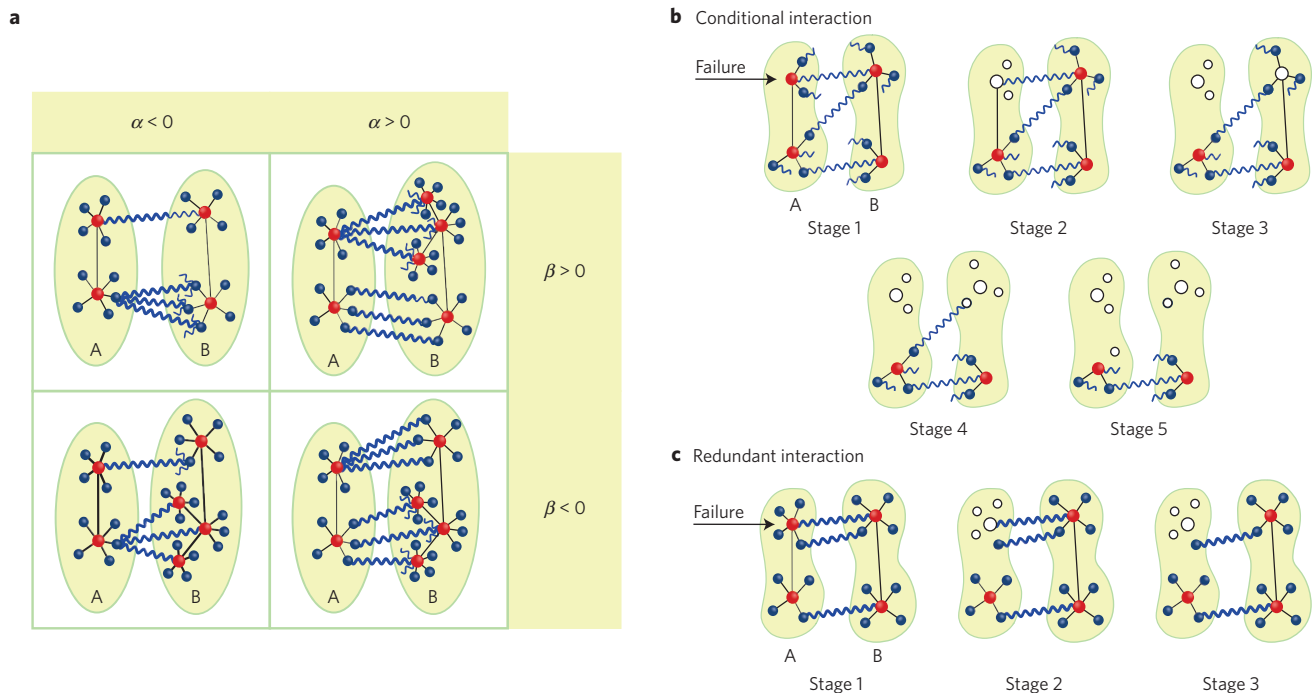 a
α < 0
α > 0
A
B
A
B
β > 0
A
B
A
B
β < 0
b Conditional interaction
Failure
A
B
Stage 1
Stage 2
Stage 3
Stage 4
Stage 5
c Redundant interaction
Failure
A
B
Stage 1
Stage 2
Stage 3